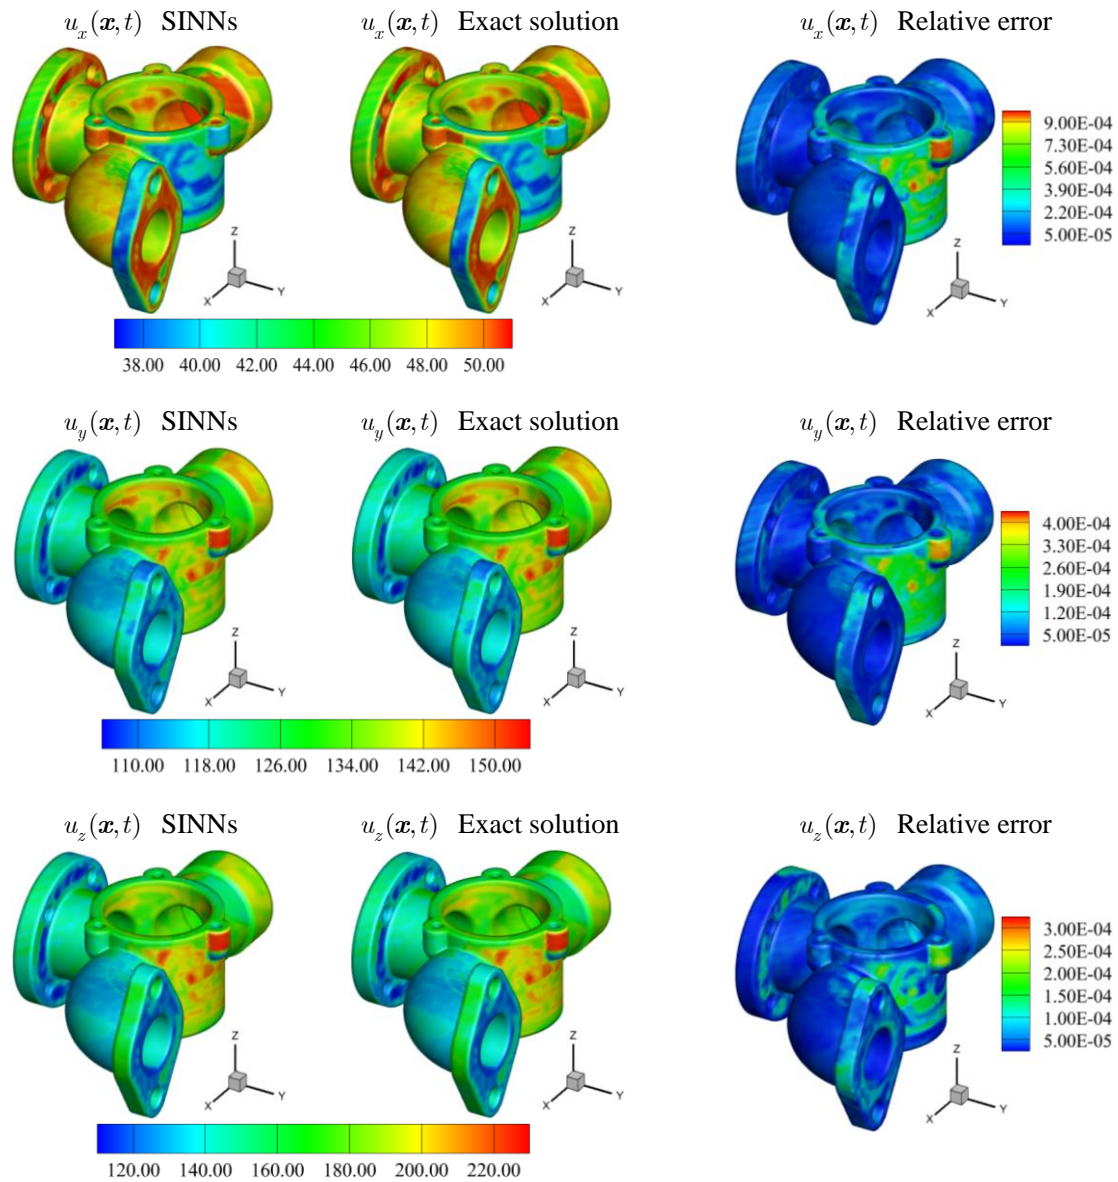 u_x(x,t) SINNs u_x(x,t) Exact solution u_x(x,t) Relative error
9.00E-04
7.30E-04
5.60E-04
3.90E-04
2.20E-04
5.00E-05
Z Z Z
X Y X Y X Y
38.00 40.00 42.00 44.00 46.00 48.00 50.00
u_y(x,t) SINNs u_y(x,t) Exact solution u_y(x,t) Relative error
4.00E-04
3.30E-04
2.60E-04
1.90E-04
1.20E-04
5.00E-05
Z Z Z
X Y X Y X Y
110.00 118.00 126.00 134.00 142.00 150.00
u_z(x,t) SINNs u_z(x,t) Exact solution u_z(x,t) Relative error
3.00E-04
2.50E-04
2.00E-04
1.50E-04
1.00E-04
5.00E-05
Z Z Z
X Y X Y X Y
120.00 140.00 160.00 180.00 200.00 220.00